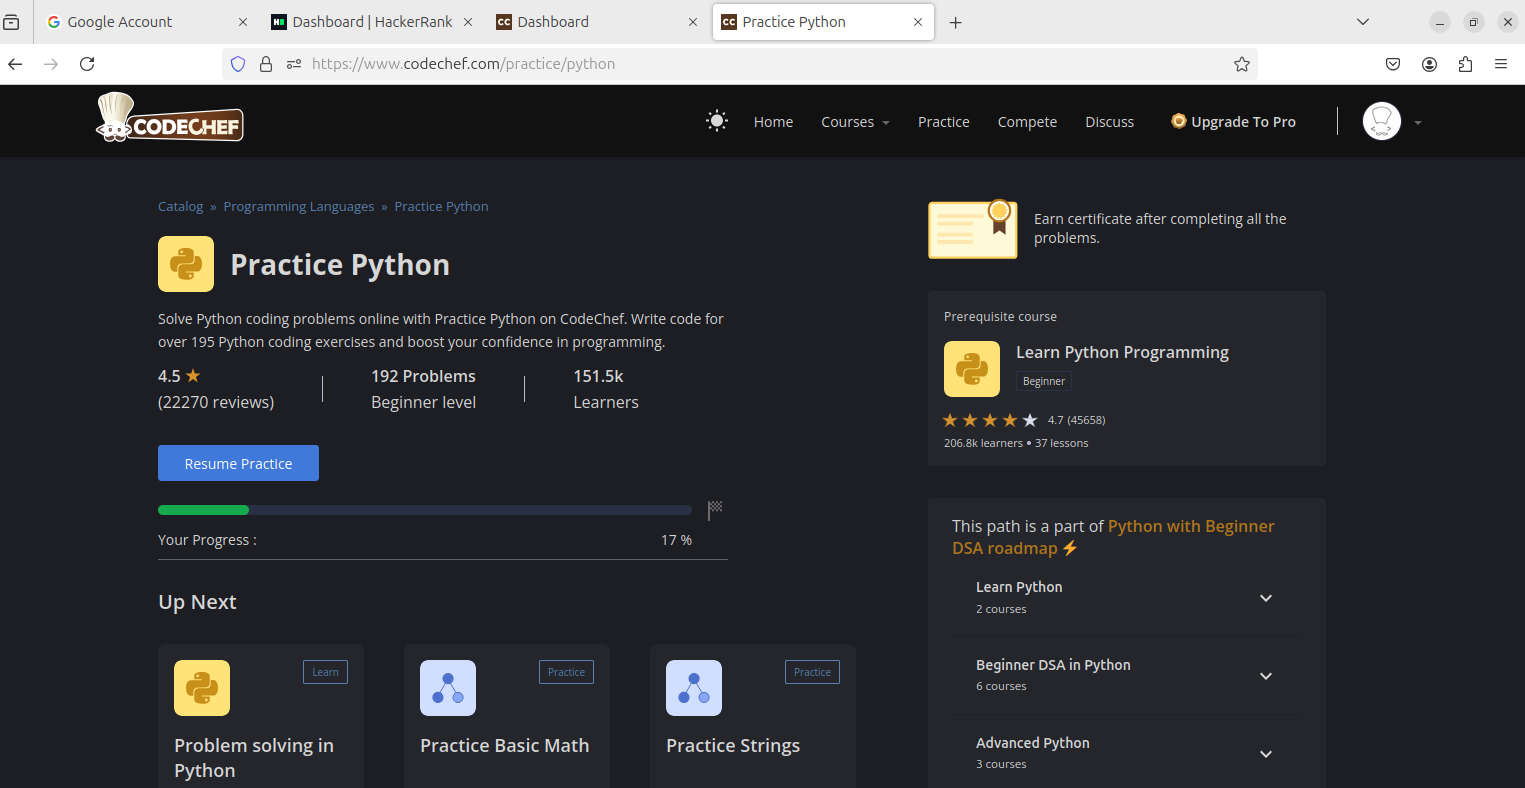 Google Account
Dashboard | HackerRank
CC Dashboard
CC Practice Python
https://www.codechef.com/practice/python
CODECHEF
Home
Courses
Practice
Compete
Discuss
Upgrade To Pro
Catalog » Programming Languages » Practice Python
Practice Python
Solve Python coding problems online with Practice Python on CodeChef. Write code for
over 195 Python coding exercises and boost your confidence in programming.
4.5 ★
(22270 reviews)
192 Problems
Beginner level
151.5k
Learners
Resume Practice
Your Progress :
17 %
Up Next
Learn
Problem solving in
Python
Practice
Practice Basic Math
Practice
Practice Strings
Earn certificate after completing all the
problems.
Prerequisite course
Learn Python Programming
Beginner
4.7 (45658)
206.8k learners • 37 lessons
This path is a part of Python with Beginner
DSA roadmap ⚡
Learn Python
2 courses
Beginner DSA in Python
6 courses
Advanced Python
3 courses